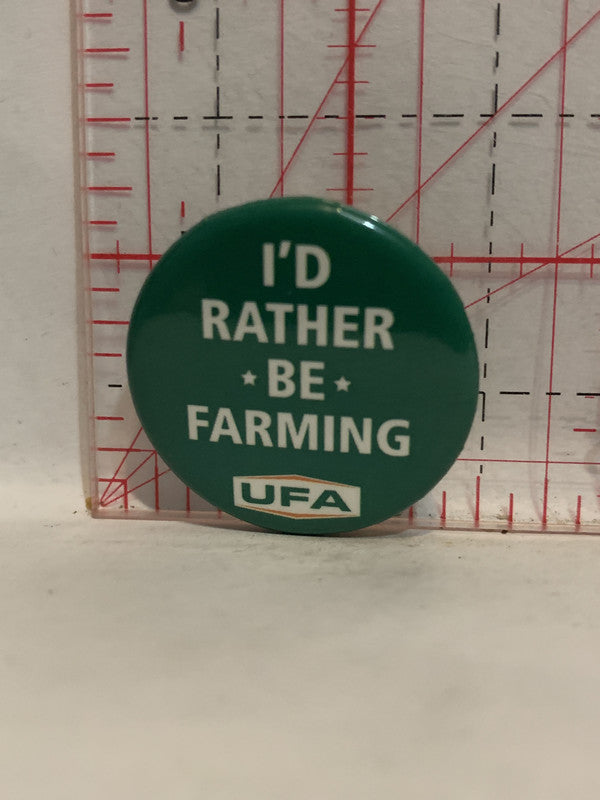 I'D
RATHER
★ BE ★
FARMING
UFA